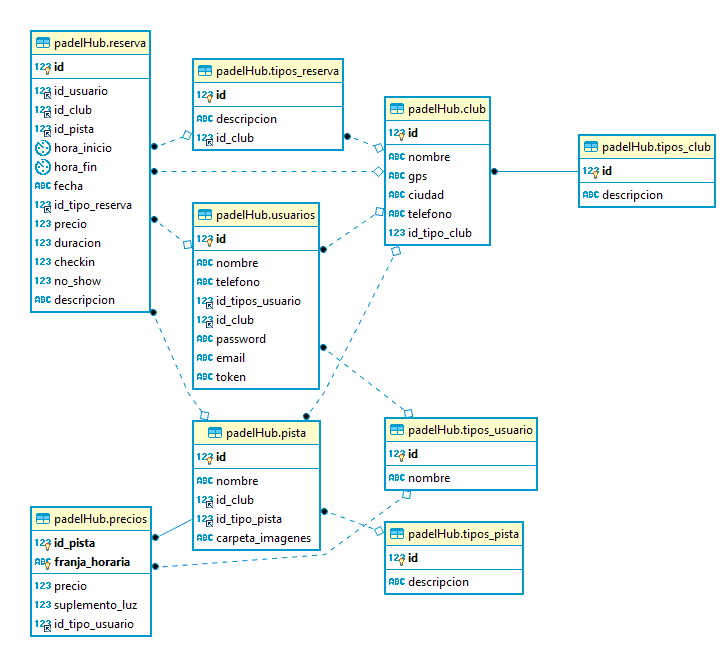 padelHub.reserva
123 id
123 id_usuario
123 id_club
123 id_pista
hora_inicio
hora_fin
ABC fecha
123 id_tipo_reserva
123 precio
123 duracion
123 checkin
123 no_show
ABC descripcion
padelHub.tipos_reserva
123 id
ABC descripcion
123 id_club
padelHub.club
123 id
ABC nombre
ABC gps
ABC ciudad
ABC telefono
123 id_tipo_club
padelHub.tipos_club
123 id
ABC descripcion
padelHub.usuarios
123 id
ABC nombre
ABC telefono
123 id_tipos_usuario
123 id_club
ABC password
ABC email
ABC token
padelHub.pista
123 id
ABC nombre
123 id_club
123 id_tipo_pista
ABC carpeta_imagenes
padelHub.tipos_usuario
123 id
ABC nombre
padelHub.precios
123 id_pista
ABC franja_horaria
123 precio
123 suplemento_luz
123 id_tipo_usuario
padelHub.tipos_pista
123 id
ABC descripcion